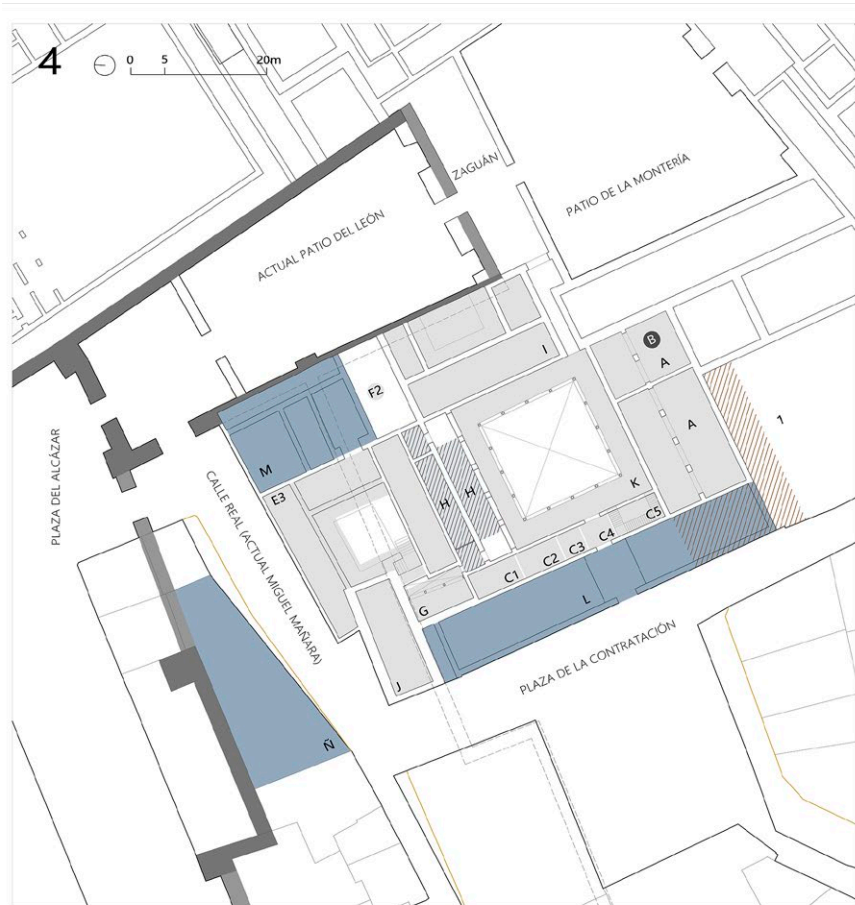 4
0 5 20m
ZAGUÁN
PATIO DE LA MONTERÍA
ACTUAL PATIO DEL LEÓN
B
A
I
F2
A
1
PLAZA DEL ALCÁZAR
M
CALLE REAL (ACTUAL MIGUEL MAÑARA)
E3
H
H
K
C5
C4
C3
C2
C1
G
L
J
PLAZA DE LA CONTRATACIÓN
Ñ